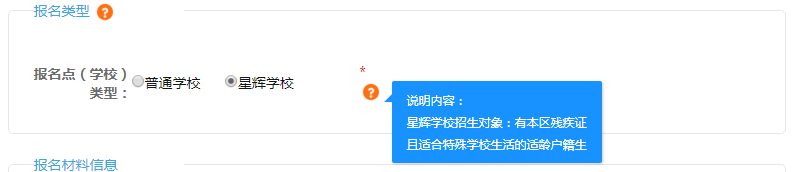 报名类型 ?
报名点（学校）
类型：
普通学校 星辉学校
*
?
说明内容：
星辉学校招生对象：有本区残疾证
且适合特殊学校生活的适龄户籍生
报名材料信息